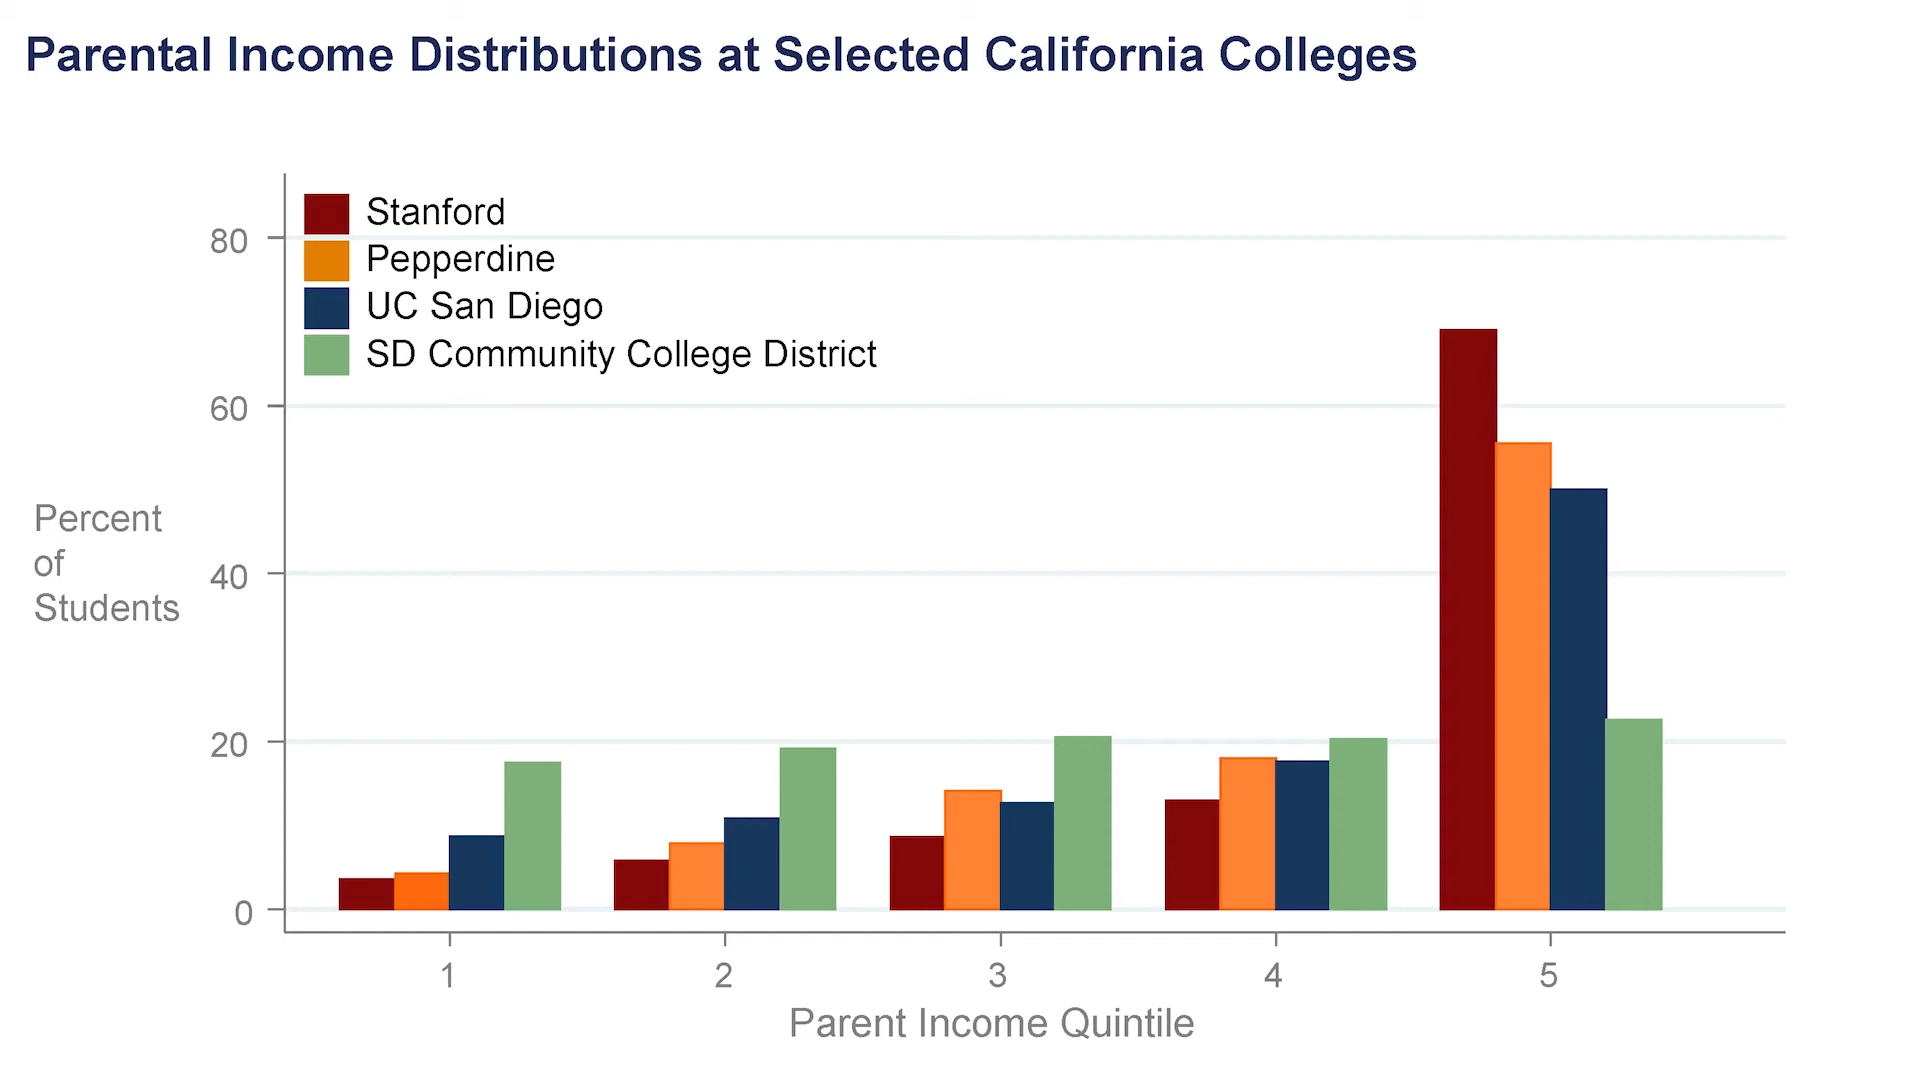 Parental Income Distributions at Selected California Colleges
Stanford
Pepperdine
UC San Diego
SD Community College District
80
60
40
20
0
Percent
of
Students
1 2 3 4 5
Parent Income Quintile